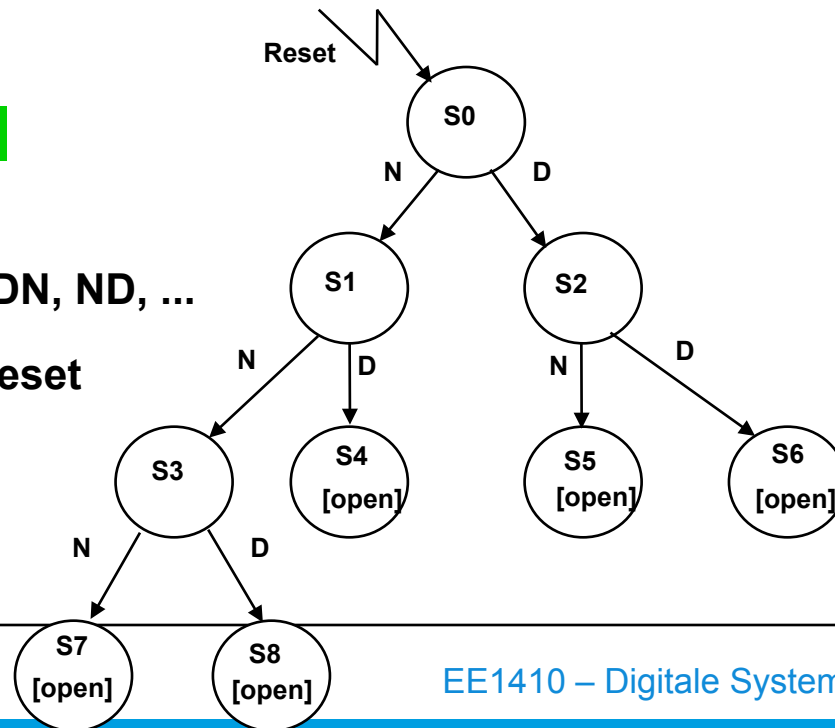 Reset
S0
N D
DN, ND, ...
S1 S2
eset
N D N D
S3 S4 S5 S6
[open] [open] [open]
N D
S7 S8
[open] [open]
EE1410 – Digitale System